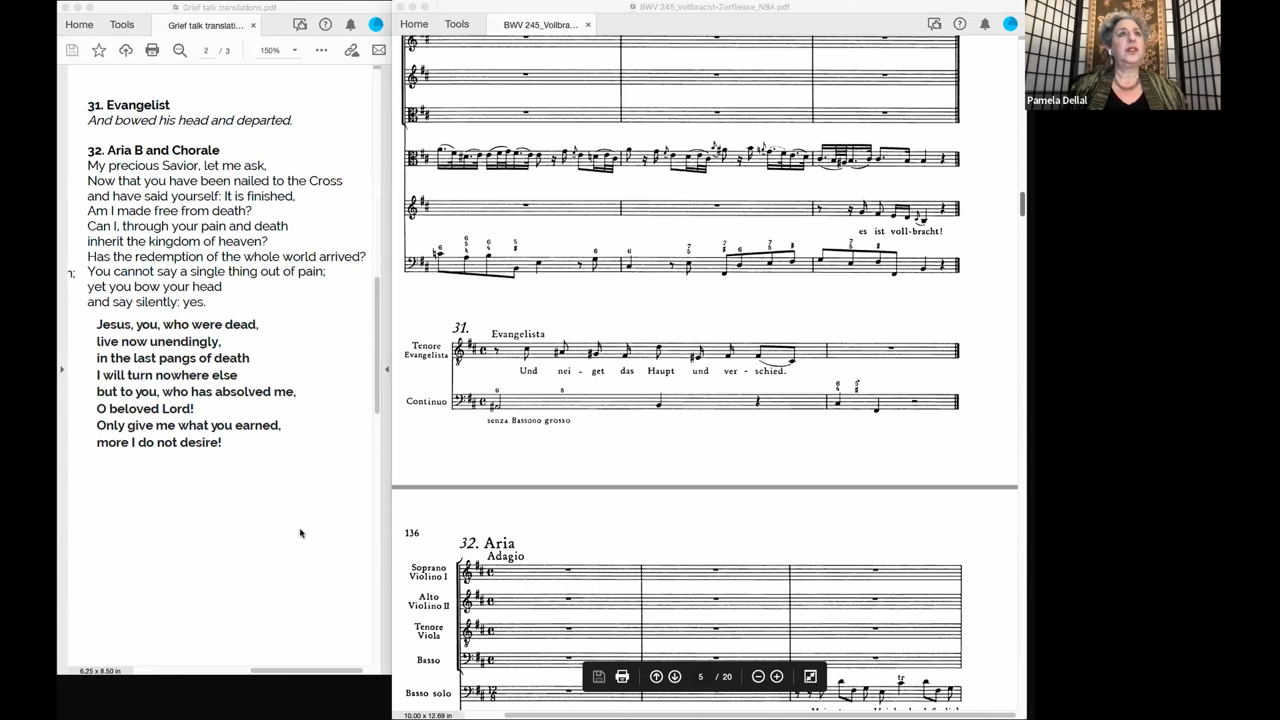 Grief talk translations.pdf
Home
Tools
Grief talk translati...
×
2 / 3
150%
31. Evangelist
And bowed his head and departed.
32. Aria B and Chorale
My precious Savior, let me ask,
Now that you have been nailed to the Cross
and have said yourself: It is finished,
Am I made free from death?
Can I, through your pain and death
inherit the kingdom of heaven?
Has the redemption of the whole world arrived?
n;
You cannot say a single thing out of pain;
yet you bow your head
and say silently: yes.
Jesus, you, who were dead,
live now unendingly,
in the last pangs of death
I will turn nowhere else
but to you, who has absolved me,
O beloved Lord!
Only give me what you earned,
more I do not desire!
6.25 x 8.50 in
BWV 245_Vollbracht-Zerfliesse_NBA.pdf
Home
Tools
BWV 245_Vollbra...
×
es ist voll-bracht!
31.
Evangelista
Tenore
Evangelista
Und nei - get das Haupt und ver - schied.
Continuo
senza Bassono grosso
136
32. Aria
Adagio
Soprano
Violino I
Alto
Violino II
Tenore
Viola
Basso
Basso solo
tr
5 / 20
10.00 x 12.69 in
Pamela Dellal